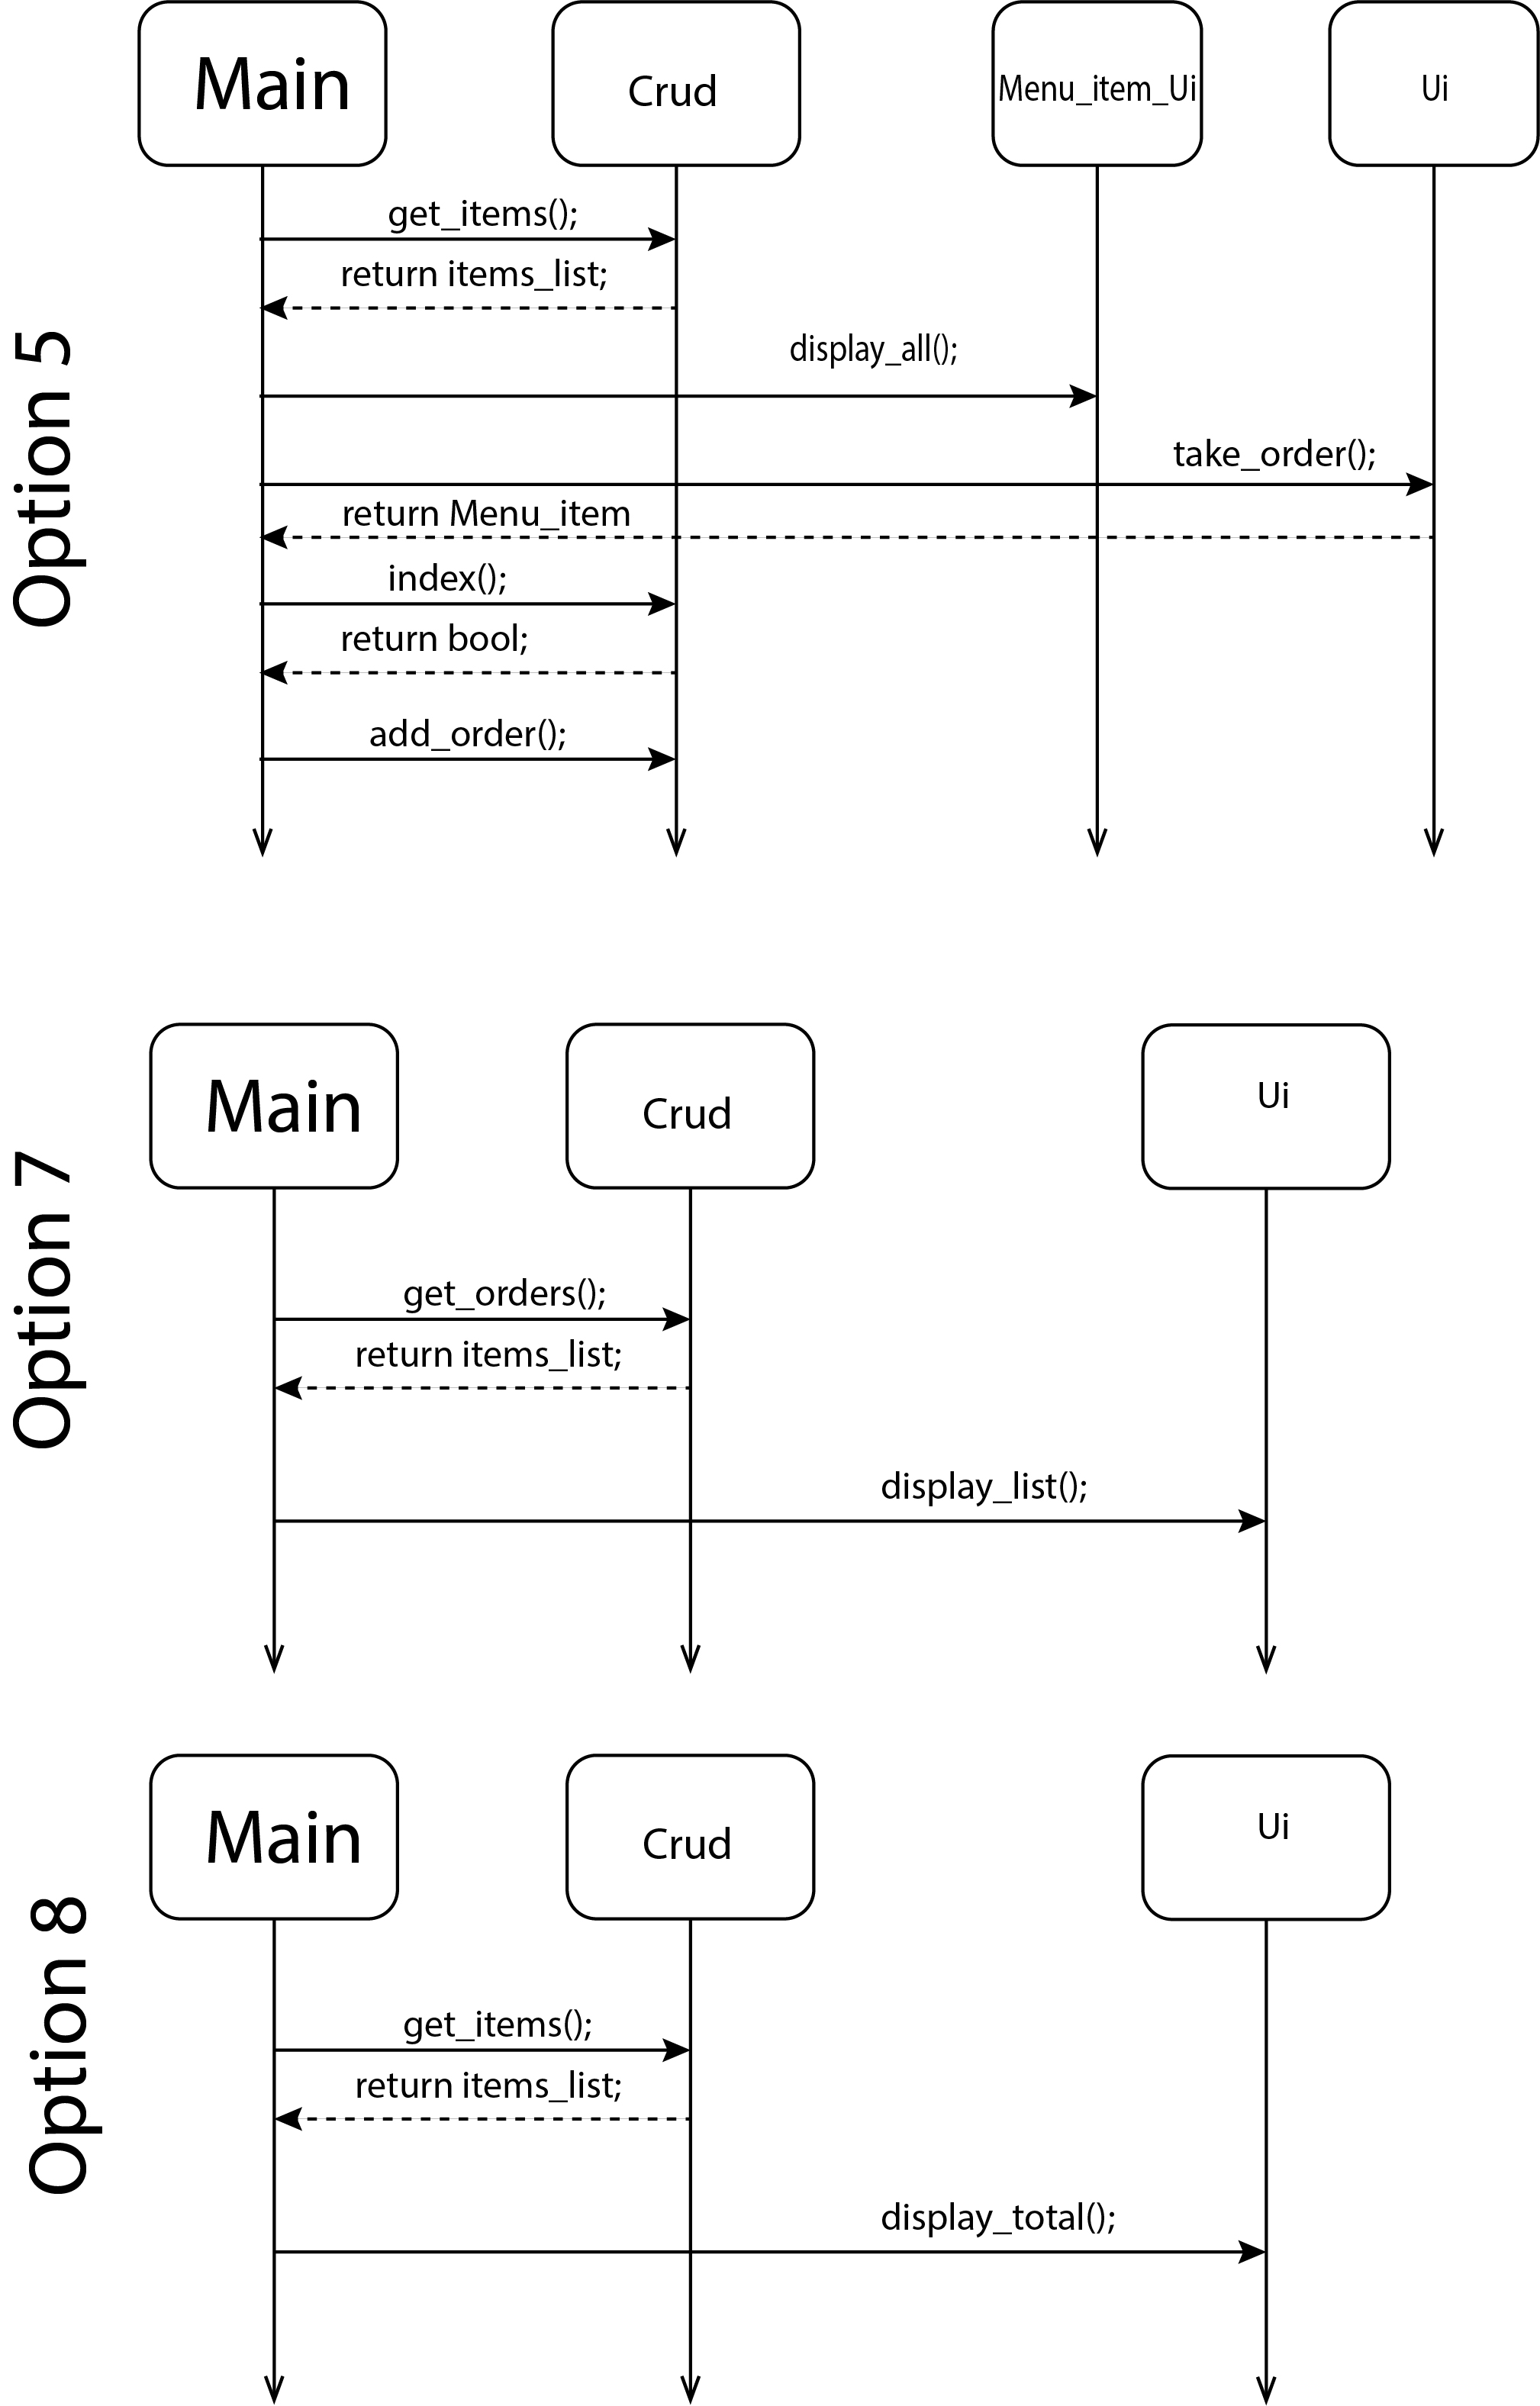 Option 5
Main
Crud
Menu_item_Ui
Ui
get_items();
return items_list;
display_all();
take_order();
return Menu_item
index();
return bool;
add_order();
Option 7
Main
Crud
Ui
get_orders();
return items_list;
display_list();
Option 8
Main
Crud
Ui
get_items();
return items_list;
display_total();